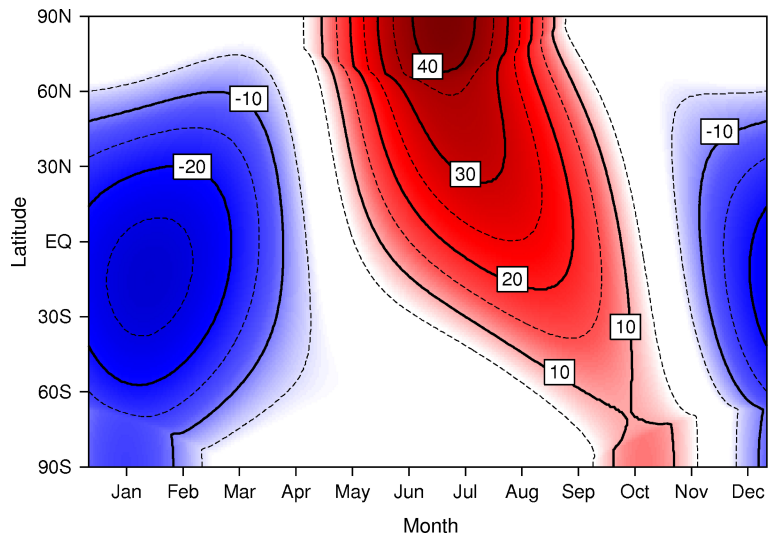 90N
60N
30N
EQ
30S
60S
90S
Latitude
-10
-20
40
30
20
10
10
-10
Jan Feb Mar Apr May Jun Jul Aug Sep Oct Nov Dec
Month